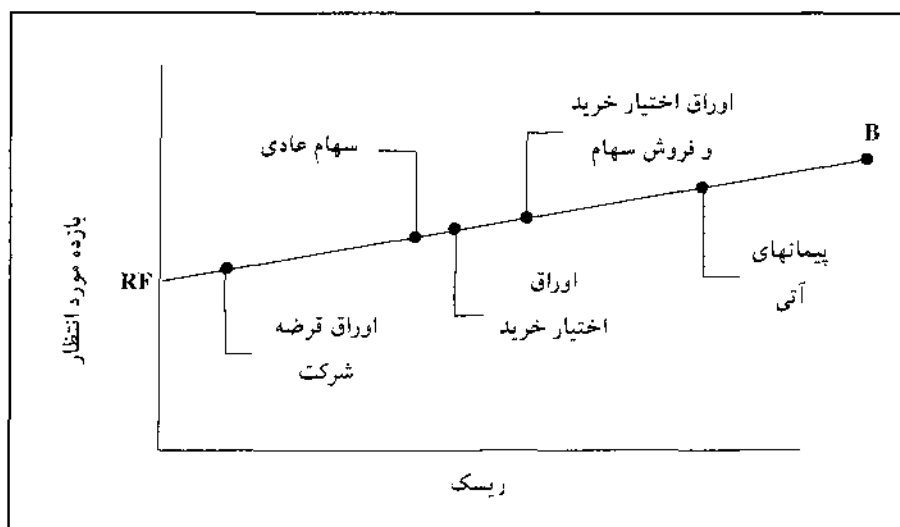 اوراق اختیار خرید
و فروش سهام
B
سهام عادی
RF
پیمانهای
آتی
اوراق
اختیار خرید
اوراق قرضه
شرکت
بازده مورد انتظار
ریسک